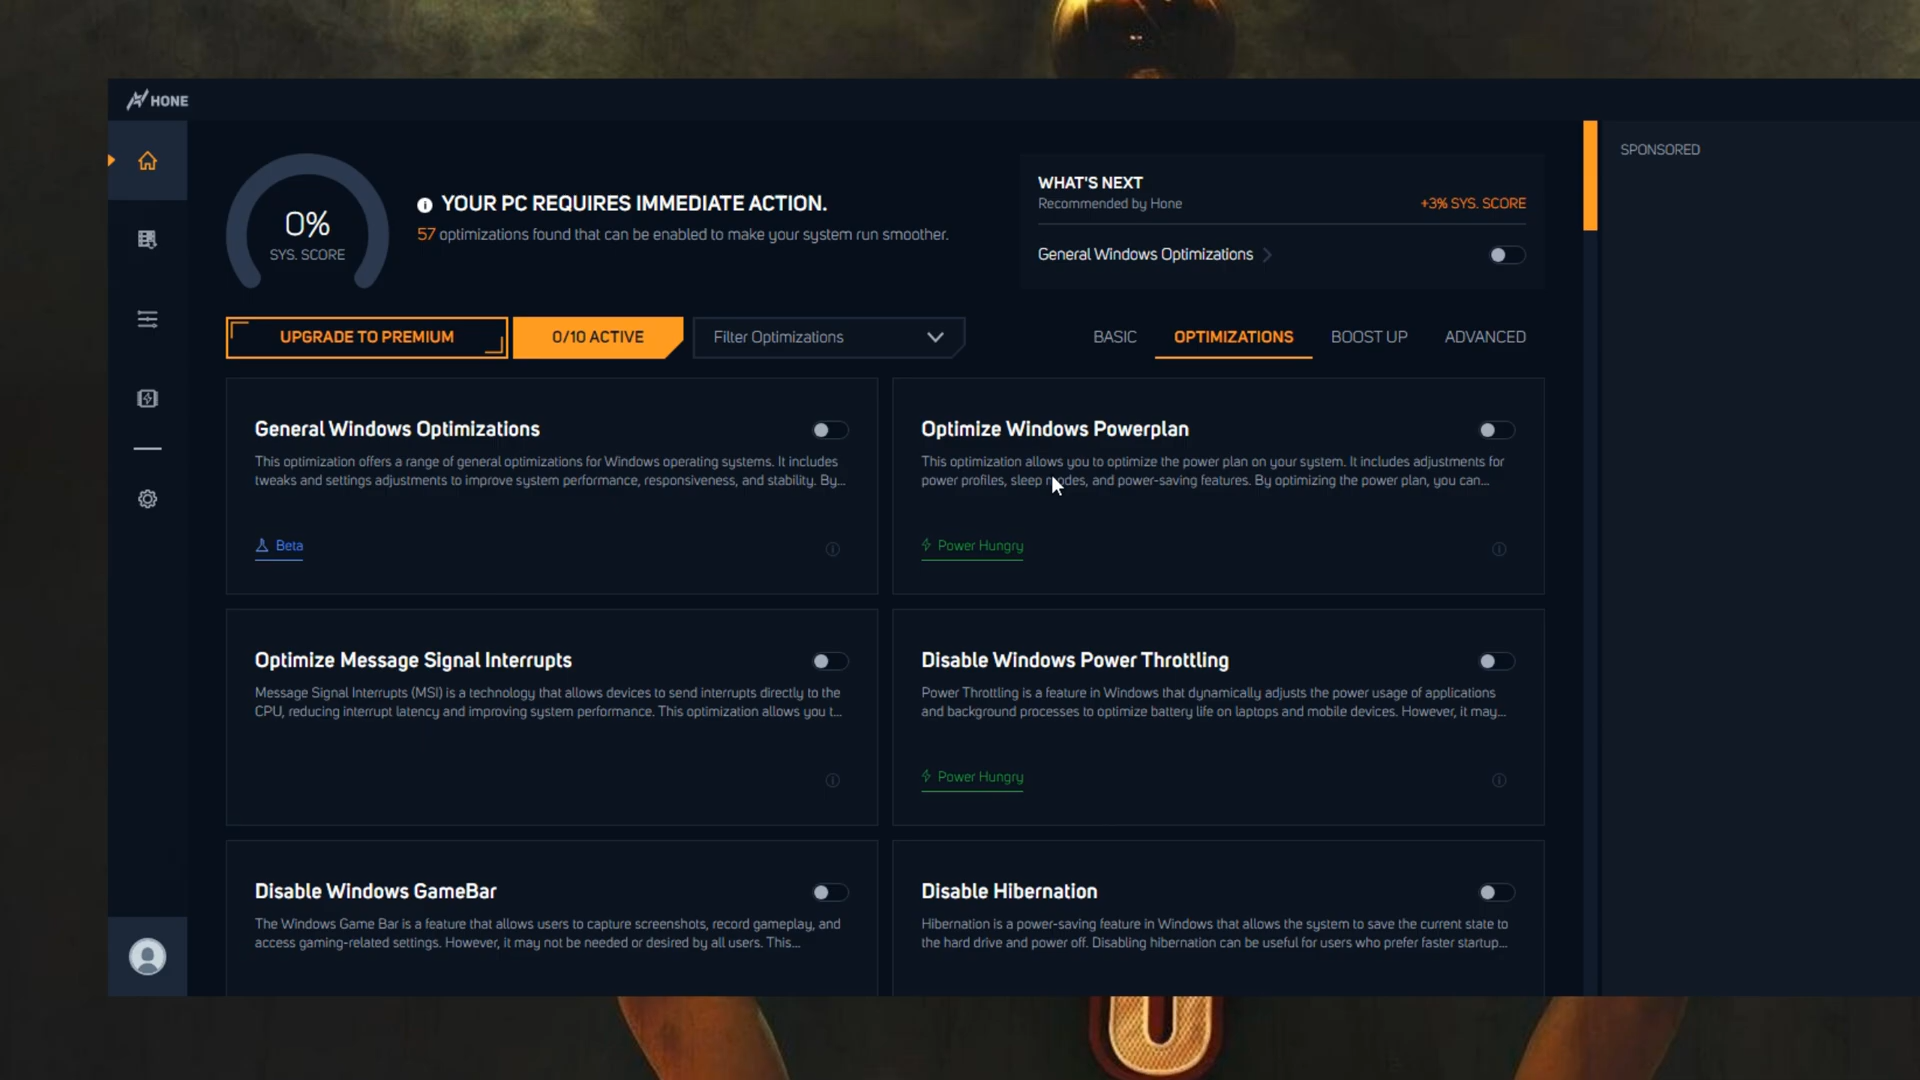 HONE
0%
SYS. SCORE
YOUR PC REQUIRES IMMEDIATE ACTION.
57 optimizations found that can be enabled to make your system run smoother.
WHAT'S NEXT
Recommended by Hone
+3% SYS. SCORE
General Windows Optimizations
SPONSORED
UPGRADE TO PREMIUM
0/10 ACTIVE
Filter Optimizations
BASIC
OPTIMIZATIONS
BOOST UP
ADVANCED
General Windows Optimizations
This optimization offers a range of general optimizations for Windows operating systems. It includes
tweaks and settings adjustments to improve system performance, responsiveness, and stability. By...
Beta
Optimize Windows Powerplan
This optimization allows you to optimize the power plan on your system. It includes adjustments for
power profiles, sleep modes, and power-saving features. By optimizing the power plan, you can...
Power Hungry
Optimize Message Signal Interrupts
Message Signal Interrupts (MSI) is a technology that allows devices to send interrupts directly to the
CPU, reducing interrupt latency and improving system performance. This optimization allows you t...
Disable Windows Power Throttling
Power Throttling is a feature in Windows that dynamically adjusts the power usage of applications
and background processes to optimize battery life on laptops and mobile devices. However, it may...
Power Hungry
Disable Windows GameBar
The Windows Game Bar is a feature that allows users to capture screenshots, record gameplay, and
access gaming-related settings. However, it may not be needed or desired by all users. This...
Disable Hibernation
Hibernation is a power-saving feature in Windows that allows the system to save the current state to
the hard drive and power off. Disabling hibernation can be useful for users who prefer faster startup...